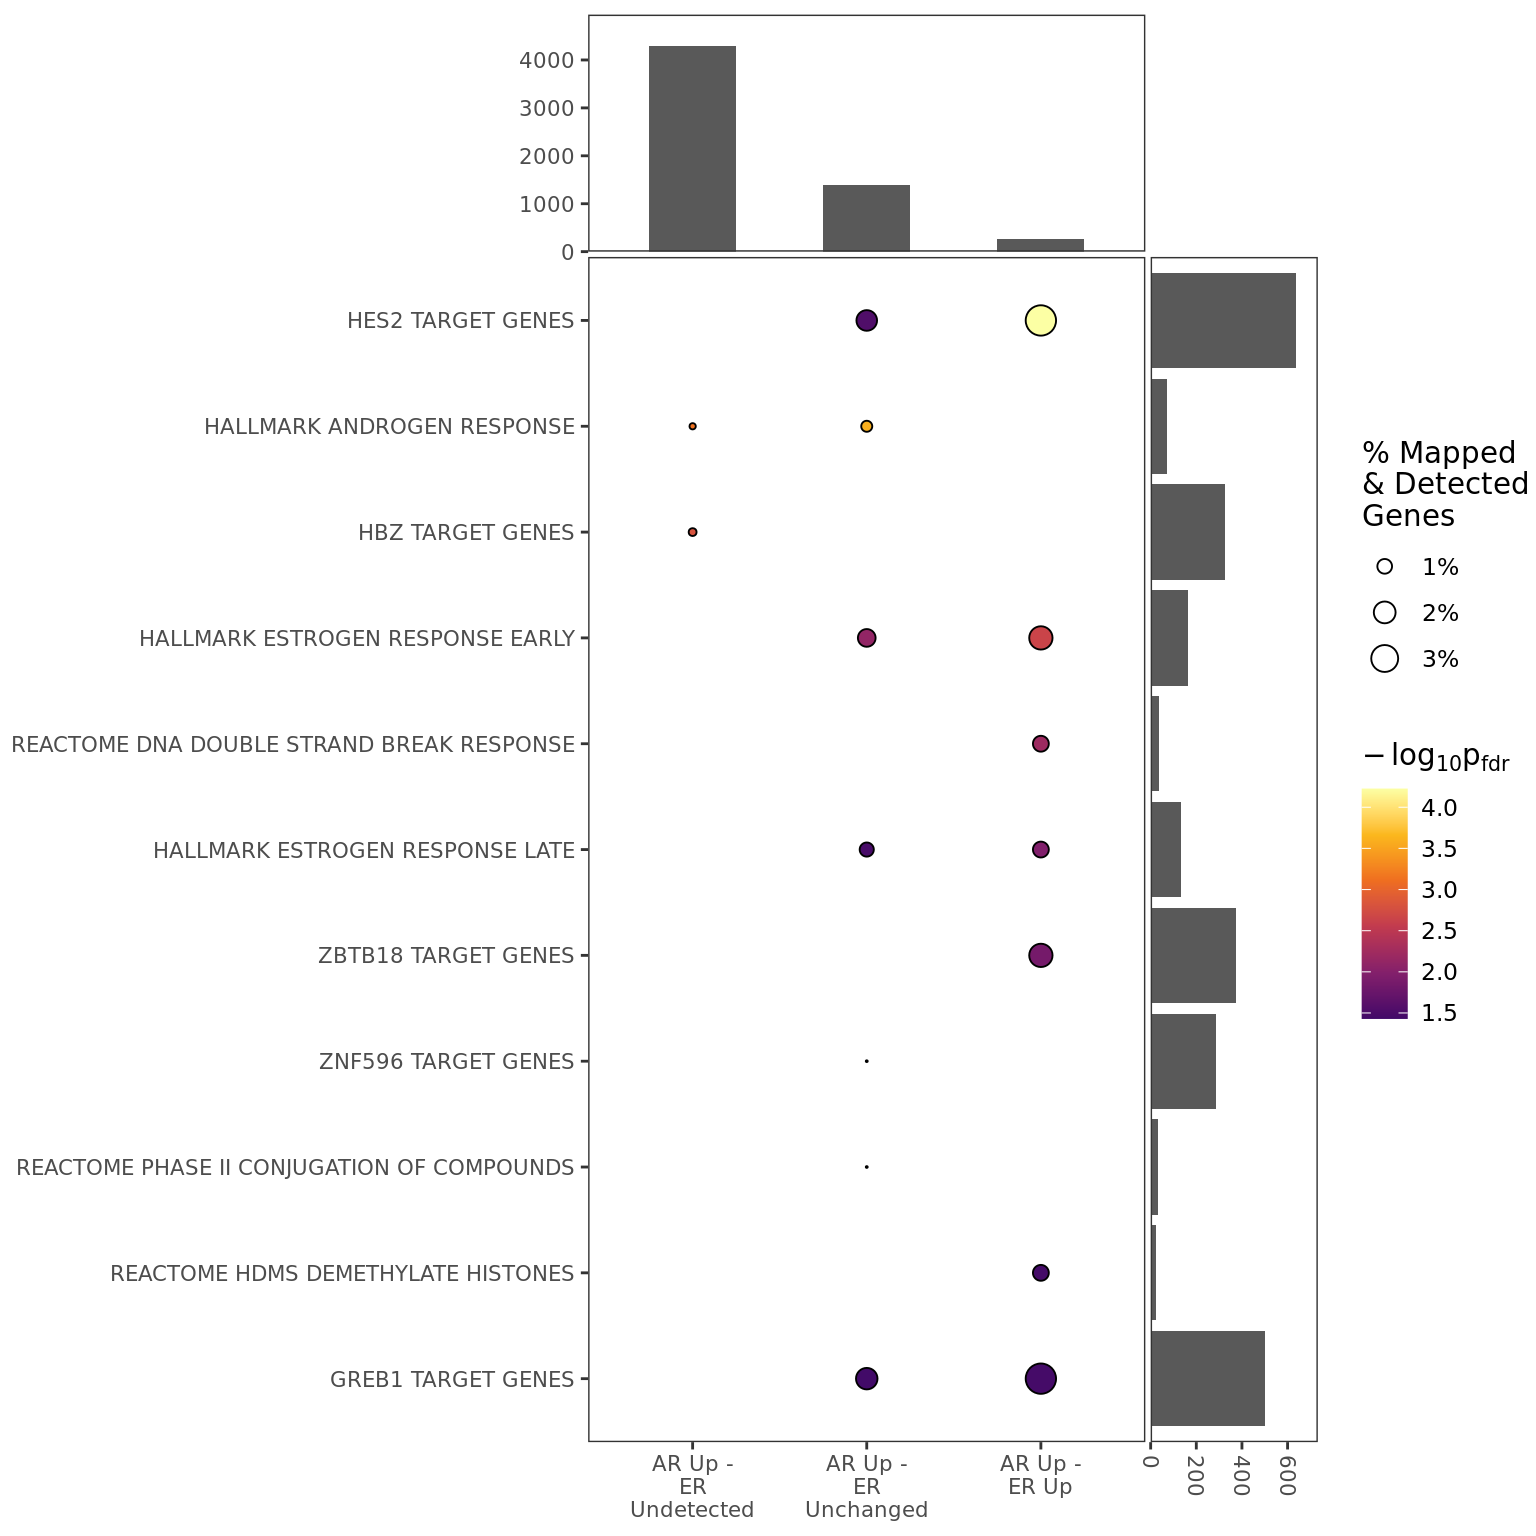 4000
3000
2000
1000
0
HES2 TARGET GENES
HALLMARK ANDROGEN RESPONSE
HBZ TARGET GENES
HALLMARK ESTROGEN RESPONSE EARLY
REACTOME DNA DOUBLE STRAND BREAK RESPONSE
HALLMARK ESTROGEN RESPONSE LATE
ZBTB18 TARGET GENES
ZNF596 TARGET GENES
REACTOME PHASE II CONJUGATION OF COMPOUNDS
REACTOME HDMS DEMETHYLATE HISTONES
GREB1 TARGET GENES
AR Up -
ER
Undetected
AR Up -
ER
Unchanged
AR Up -
ER Up
0
200
400
600
% Mapped
& Detected
Genes
1%
2%
3%
− log10pfdr
4.0
3.5
3.0
2.5
2.0
1.5